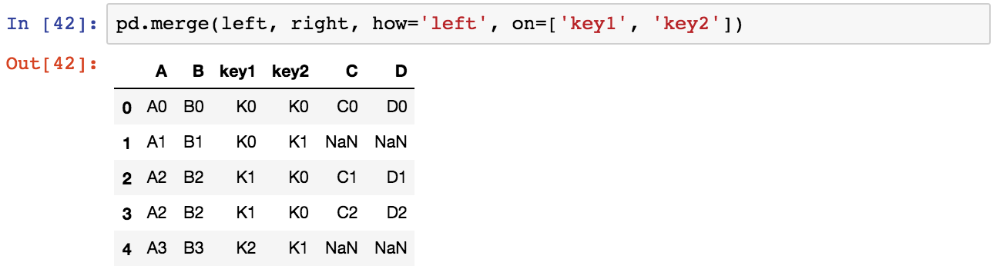 In [42]: pd.merge(left, right, how='left', on=['key1', 'key2'])
Out[42]:
A B key1 key2 C D
0 A0 B0 K0 K0 C0 D0
1 A1 B1 K0 K1 NaN NaN
2 A2 B2 K1 K0 C1 D1
3 A2 B2 K1 K0 C2 D2
4 A3 B3 K2 K1 NaN NaN